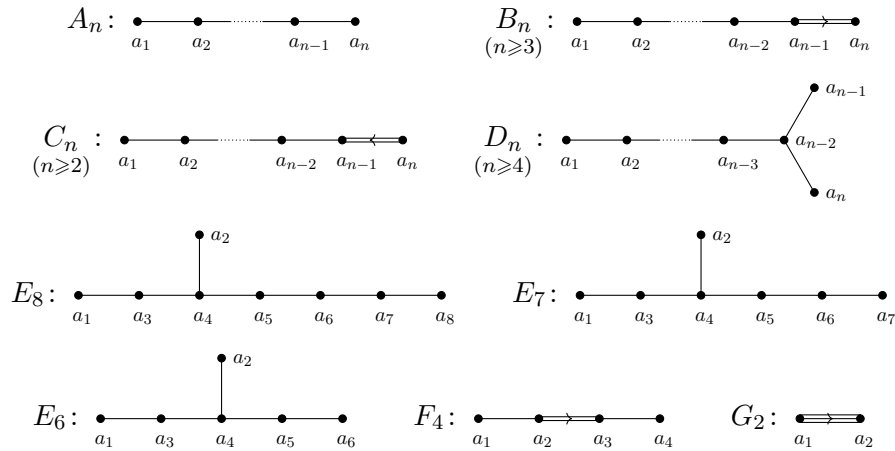 A_n : a_1 a_2 a_{n−1} a_n
B_n : (n⩾3) a_1 a_2 a_{n−2} a_{n−1} a_n
C_n : (n⩾2) a_1 a_2 a_{n−2} a_{n−1} a_n
D_n : (n⩾4) a_1 a_2 a_{n−3} a_{n−2} a_{n−1} a_n
E_8 : a_1 a_3 a_4 a_5 a_6 a_7 a_8 a_2
E_7 : a_1 a_3 a_4 a_5 a_6 a_7 a_2
E_6 : a_1 a_3 a_4 a_5 a_6 a_2
F_4 : a_1 a_2 a_3 a_4
G_2 : a_1 a_2